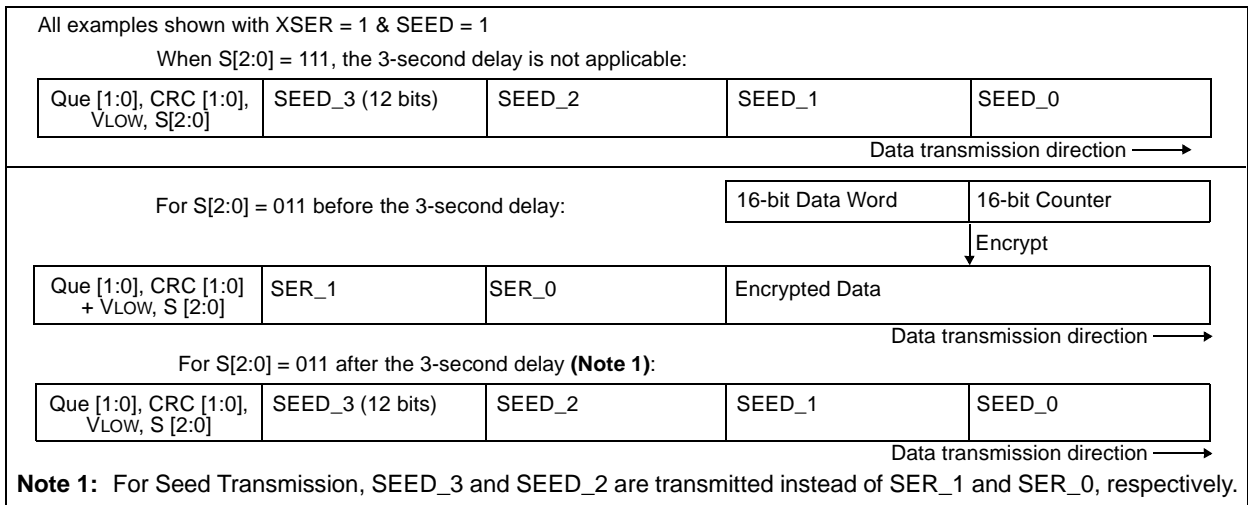 All examples shown with XSER = 1 & SEED = 1
When S[2:0] = 111, the 3-second delay is not applicable:
Que [1:0], CRC [1:0],
VLOW, S[2:0]
SEED_3 (12 bits)
SEED_2
SEED_1
SEED_0
Data transmission direction
For S[2:0] = 011 before the 3-second delay:
16-bit Data Word
16-bit Counter
Encrypt
Que [1:0], CRC [1:0]
+ VLOW, S [2:0]
SER_1
SER_0
Encrypted Data
Data transmission direction
For S[2:0] = 011 after the 3-second delay (Note 1):
Que [1:0], CRC [1:0],
VLOW, S [2:0]
SEED_3 (12 bits)
SEED_2
SEED_1
SEED_0
Data transmission direction
Note 1: For Seed Transmission, SEED_3 and SEED_2 are transmitted instead of SER_1 and SER_0, respectively.